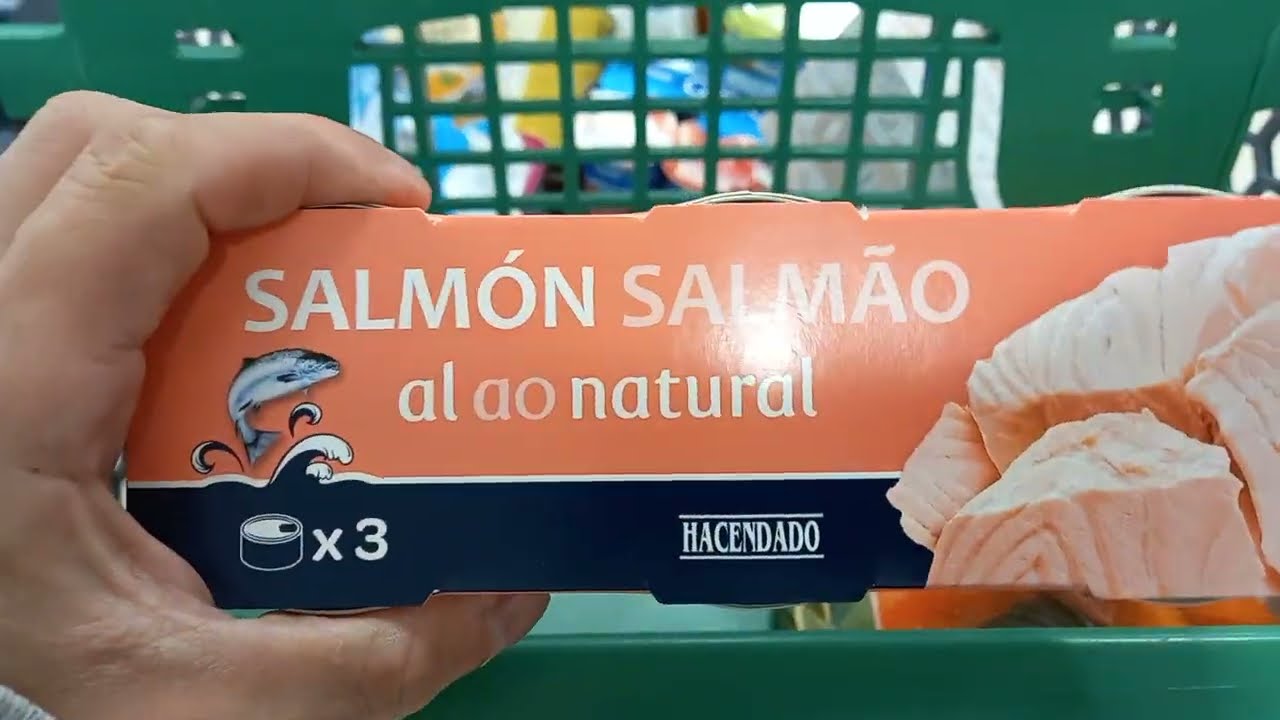 SALMÓN SALMÃO
al ao natural
x 3
HACENDADO